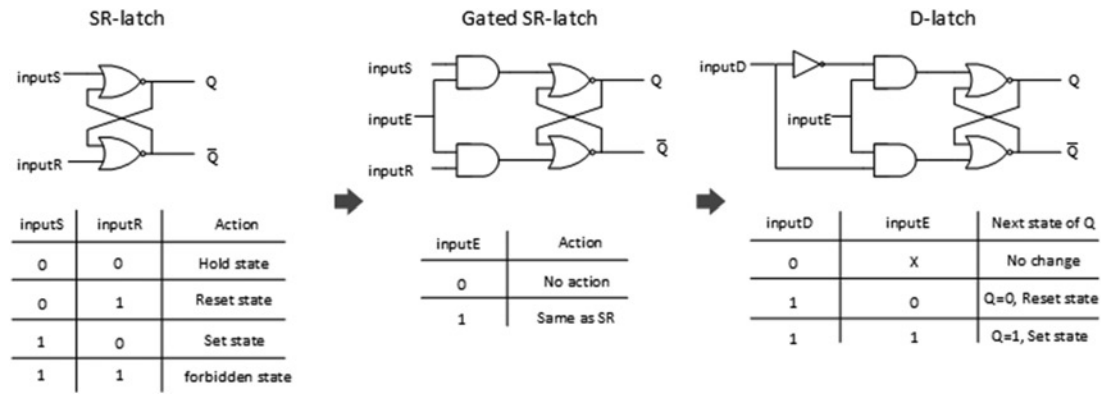 SR-latch
inputS
Q
inputR
Q̅
inputS inputR Action
0 0 Hold state
0 1 Reset state
1 0 Set state
1 1 forbidden state
Gated SR-latch
inputS
Q
inputE
Q̅
inputR
inputE Action
0 No action
1 Same as SR
D-latch
inputD
Q
inputE
Q̅
inputD inputE Next state of Q
0 X No change
1 0 Q=0, Reset state
1 1 Q=1, Set state